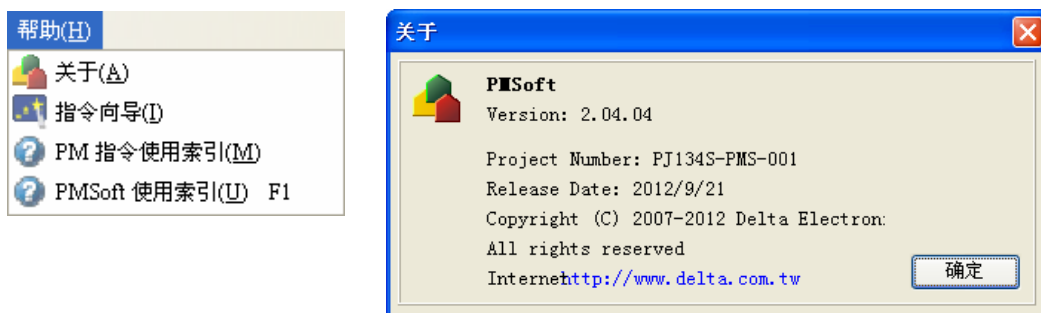 帮助(H)
关于(A)
指令向导(I)
PM 指令使用索引(M)
PMSoft 使用索引(U) F1
关于
PMSoft
Version: 2.04.04
Project Number: PJ134S-PMS-001
Release Date: 2012/9/21
Copyright (C) 2007-2012 Delta Electron
All rights reserved
Internet http://www.delta.com.tw
确定